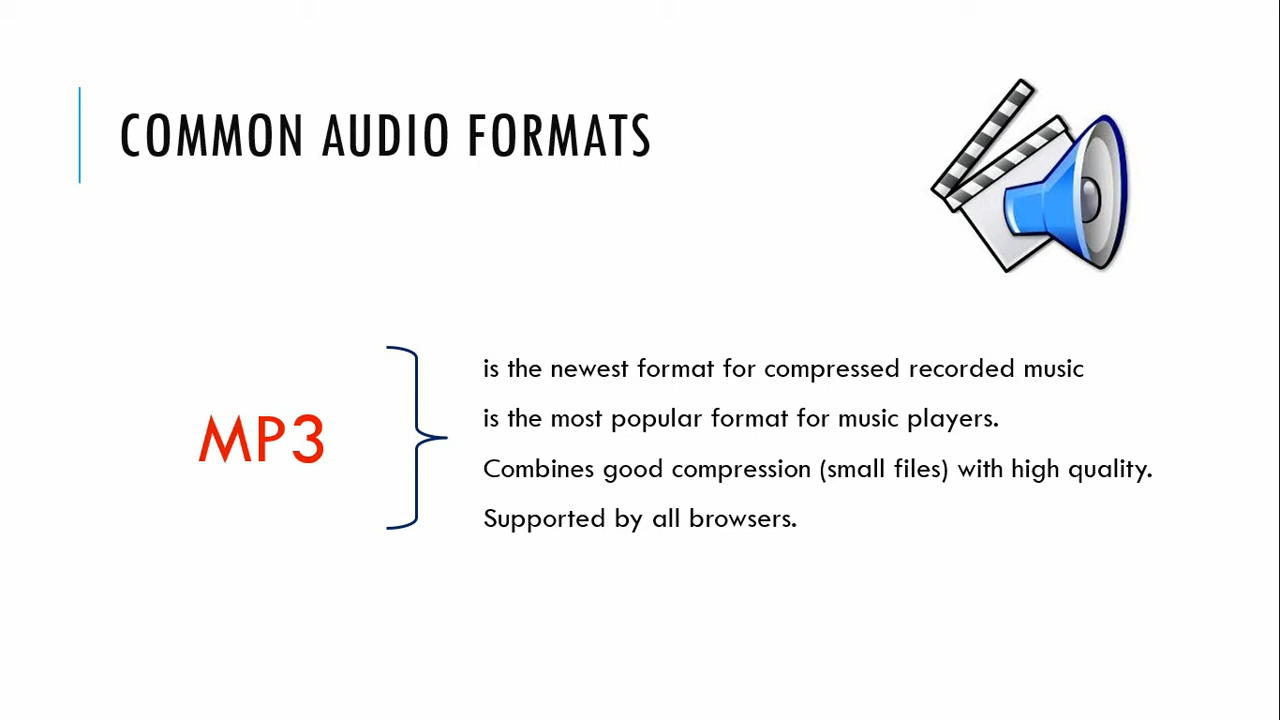 COMMON AUDIO FORMATS
MP3
is the newest format for compressed recorded music
is the most popular format for music players.
Combines good compression (small files) with high quality.
Supported by all browsers.